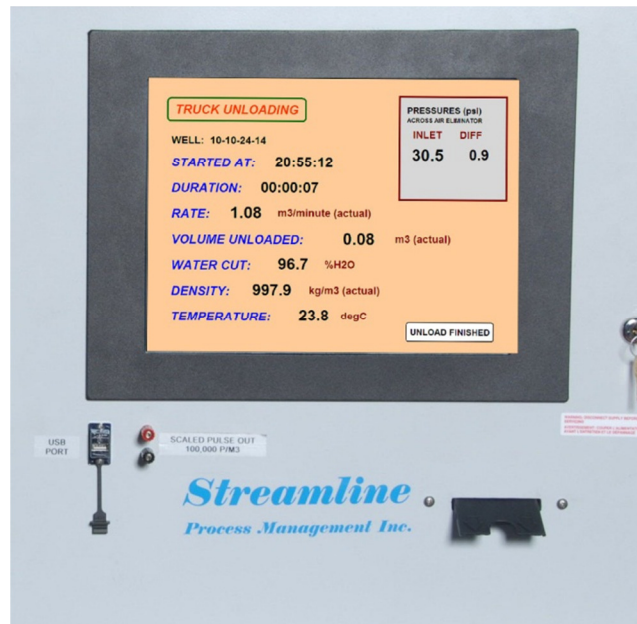 TRUCK UNLOADING
PRESSURES (psi)
ACROSS AIR ELIMINATOR
INLET DIFF
30.5 0.9
WELL: 10-10-24-14
STARTED AT: 20:55:12
DURATION: 00:00:07
RATE: 1.08 m3/minute (actual)
VOLUME UNLOADED: 0.08 m3 (actual)
WATER CUT: 96.7 %H2O
DENSITY: 997.9 kg/m3 (actual)
TEMPERATURE: 23.8 degC
UNLOAD FINISHED
USB
PORT
SCALED PULSE OUT
100,000 P/M3
Streamline
Process Management Inc.